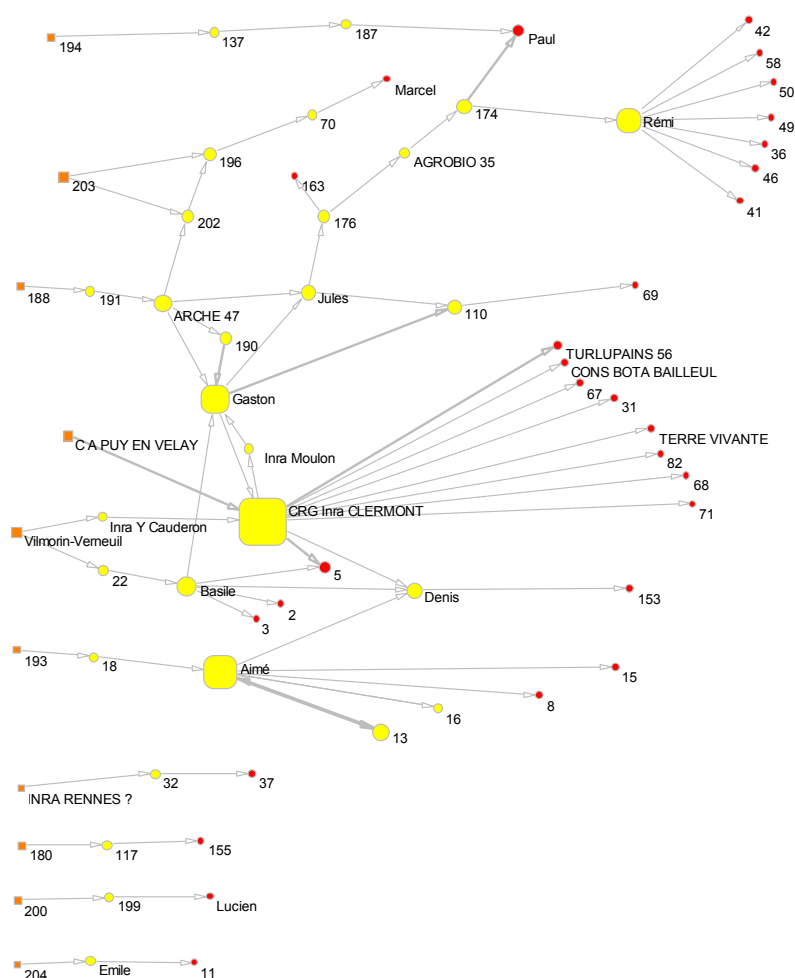 42
194
137
187
Paul
58
50
Marcel
174
Rémi
49
70
36
196
AGROBIO 35
46
203
163
41
202
176
188
191
ARCHE 47
Jules
110
69
190
TURLUPAINS 56
CONS BOTA BAILLEUL
Gaston
67
31
C A PUY EN VELAY
TERRE VIVANTE
Inra Moulon
82
68
CRG Inra CLERMONT
71
Inra Y Cauderon
Vilmorin-Verneuil
22
5
Basile
Denis
153
2
3
193
18
Aimé
15
8
16
13
INRA RENNES ?
32
37
180
117
155
200
199
Lucien
204
Emile
11